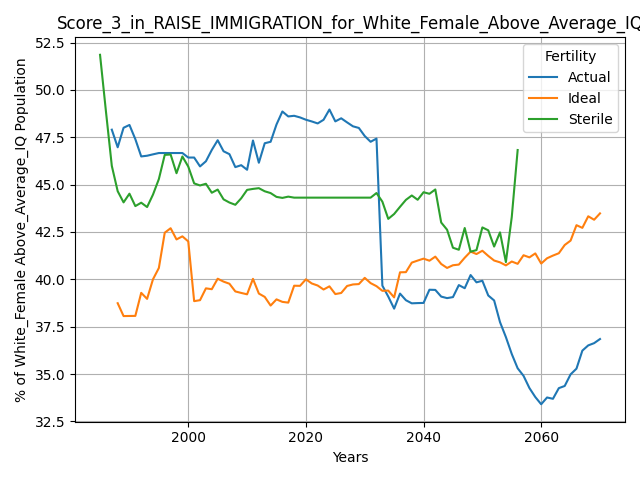 Score_3_in_RAISE_IMMIGRATION_for_White_Female_Above_Average_IQ
52.5
50.0
47.5
45.0
42.5
40.0
37.5
35.0
32.5
% of White_Female Above_Average_IQ Population
Fertility
Actual
Ideal
Sterile
2000
2020
2040
2060
Years